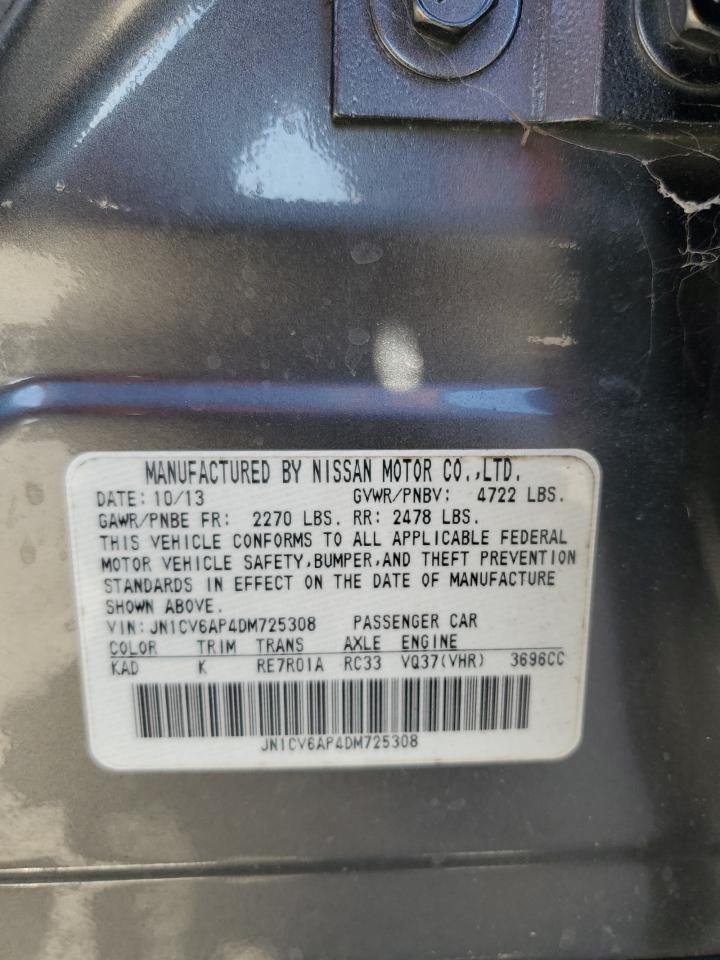 MANUFACTURED BY NISSAN MOTOR CO.,LTD.
DATE: 10/13 GVWR/PNBV: 4722 LBS.
GAWR/PNBE FR: 2270 LBS. RR: 2478 LBS.
THIS VEHICLE CONFORMS TO ALL APPLICABLE FEDERAL
MOTOR VEHICLE SAFETY,BUMPER,AND THEFT PREVENTION
STANDARDS IN EFFECT ON THE DATE OF MANUFACTURE
SHOWN ABOVE.
VIN: JN1CV6AP4DM725308 PASSENGER CAR
COLOR TRIM TRANS AXLE ENGINE
KAD K RE7R01A RC33 VQ37(VHR) 3696CC
JN1CV6AP4DM725308